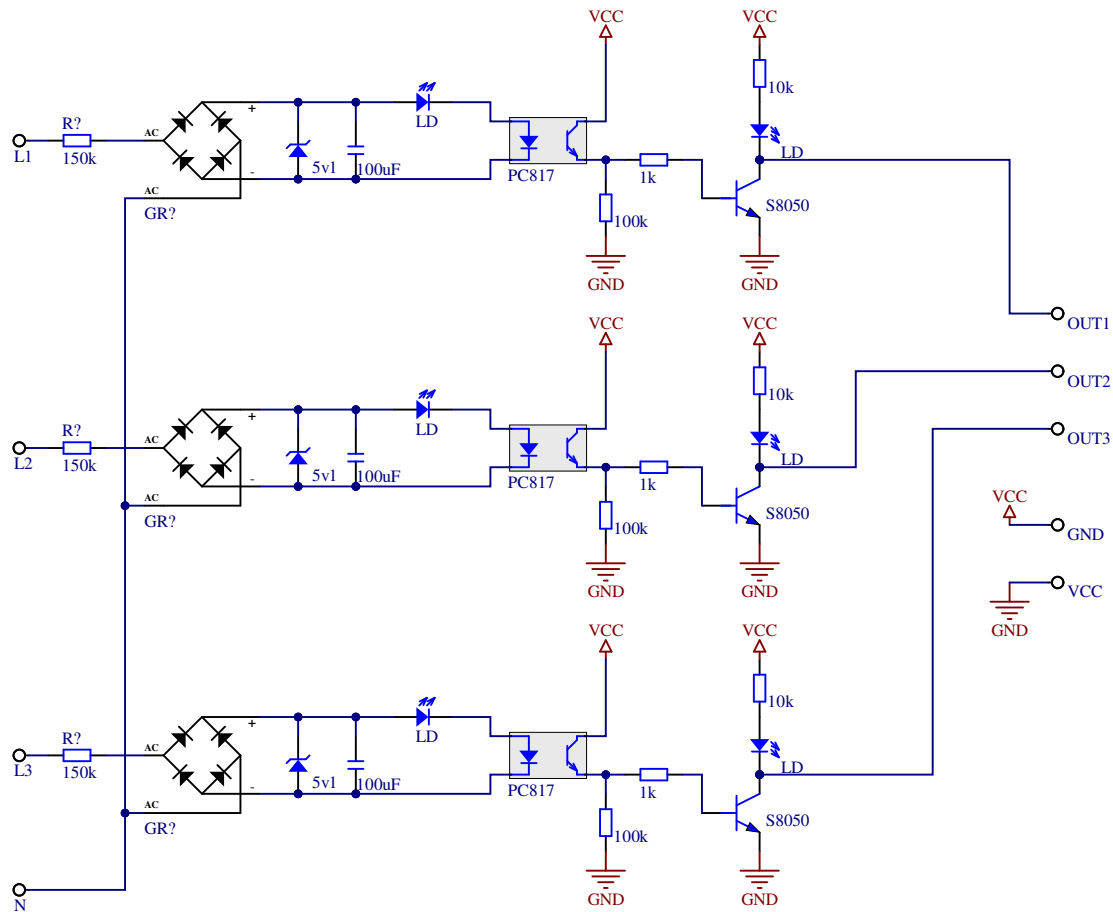 VCC
VCC
10k
+
LD
R?
AC
L1
150k
LD
5v1
100uF
PC817
-
1k
AC
S8050
GR?
100k
GND
GND
OUT1
VCC
VCC
OUT2
10k
+
LD
R?
AC
OUT3
L2
150k
LD
5v1
100uF
PC817
-
1k
AC
VCC
S8050
GR?
100k
GND
GND
GND
VCC
GND
VCC
VCC
10k
+
LD
R?
AC
L3
150k
LD
5v1
100uF
PC817
-
1k
AC
S8050
GR?
100k
GND
GND
N